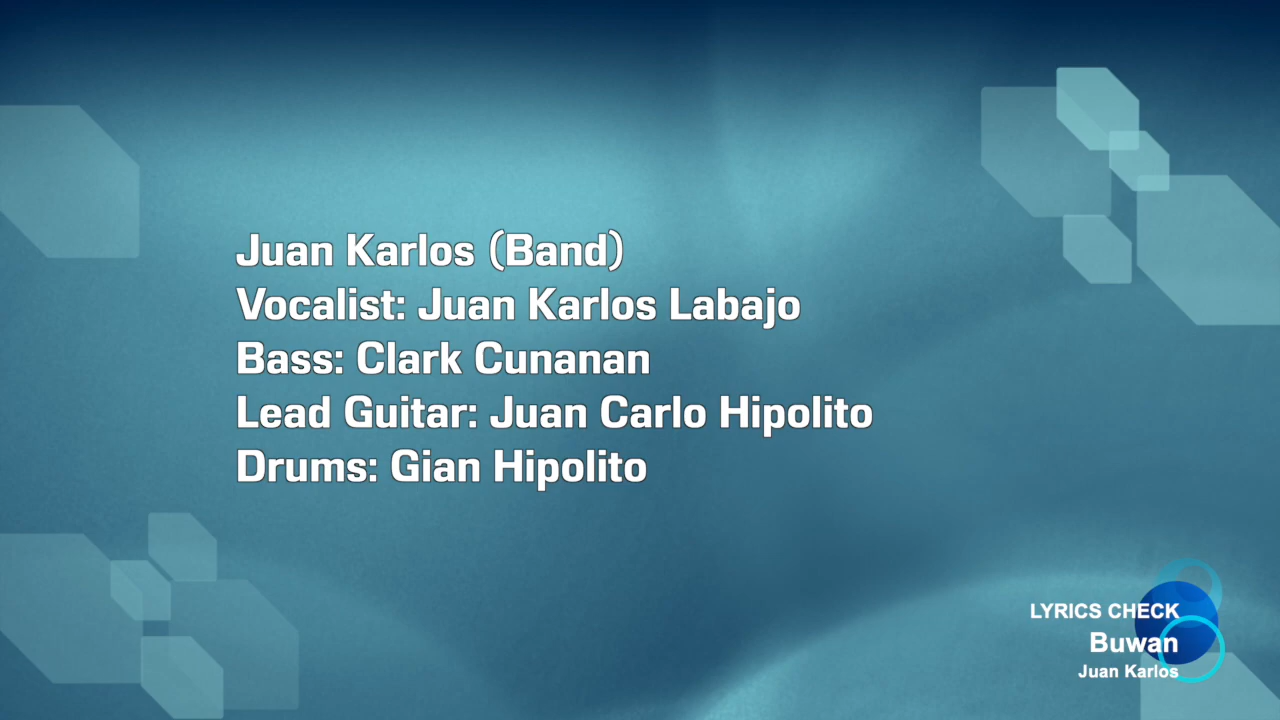 Juan Karlos (Band)
Vocalist: Juan Karlos Labajo
Bass: Clark Cunanan
Lead Guitar: Juan Carlo Hipolito
Drums: Gian Hipolito
LYRICS CHECK
Buwan
Juan Karlos